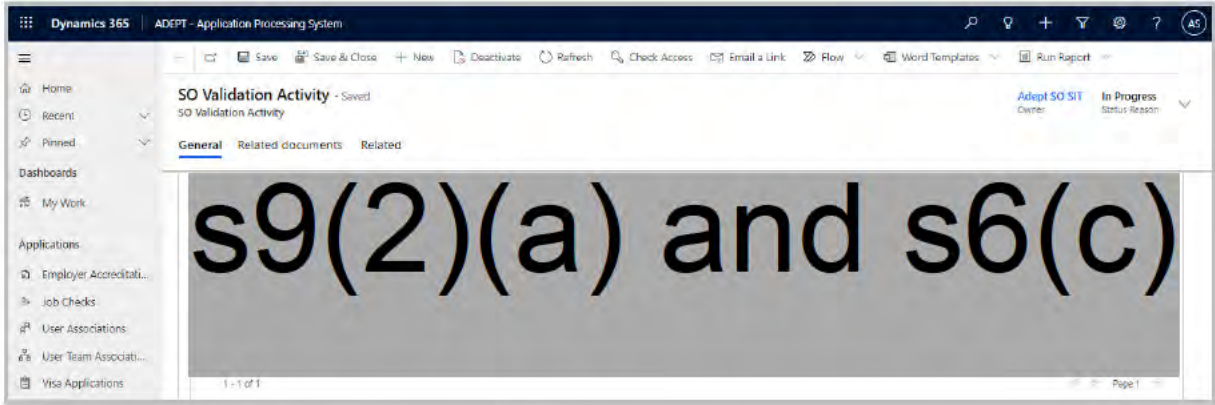 Dynamics 365 ADEPT - Application Processing System ? AS
Save Save & Close + New Deactivate Refresh Check Access Email a Link Flow Word Templates Run Report
Home
Recent
Pinned
Dashboards
My Work
Applications
Employer Accreditati...
Job Checks
User Associations
User Team Associati...
Visa Applications
SO Validation Activity - Saved
SO Validation Activity
Adept SO SIT
Owner
In Progress
Status Reason
General Related documents Related
s9(2)(a) and s6(c)
1 - 1 of 1
Page 1